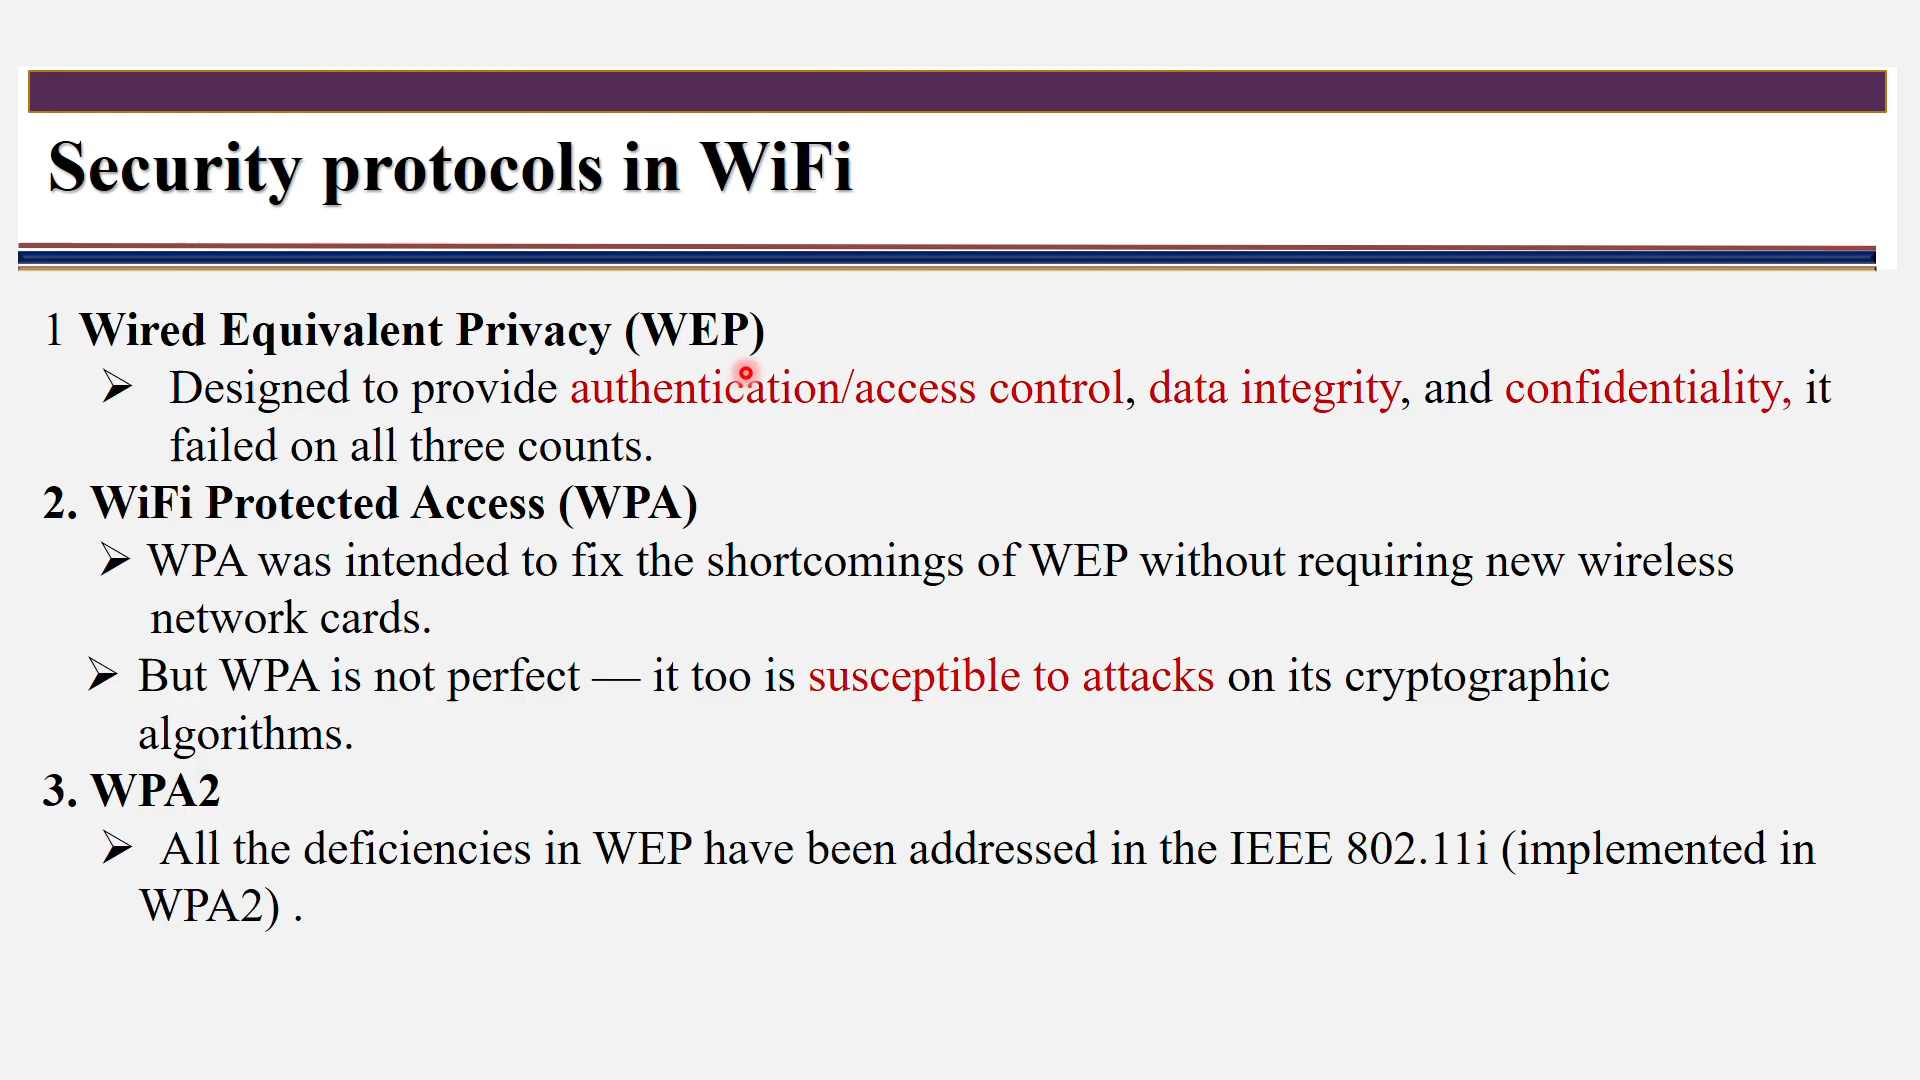 Security protocols in WiFi
1 Wired Equivalent Privacy (WEP)
➢ Designed to provide authentication/access control, data integrity, and confidentiality, it
failed on all three counts.
2. WiFi Protected Access (WPA)
➢ WPA was intended to fix the shortcomings of WEP without requiring new wireless
network cards.
➢ But WPA is not perfect — it too is susceptible to attacks on its cryptographic
algorithms.
3. WPA2
➢ All the deficiencies in WEP have been addressed in the IEEE 802.11i (implemented in
WPA2) .